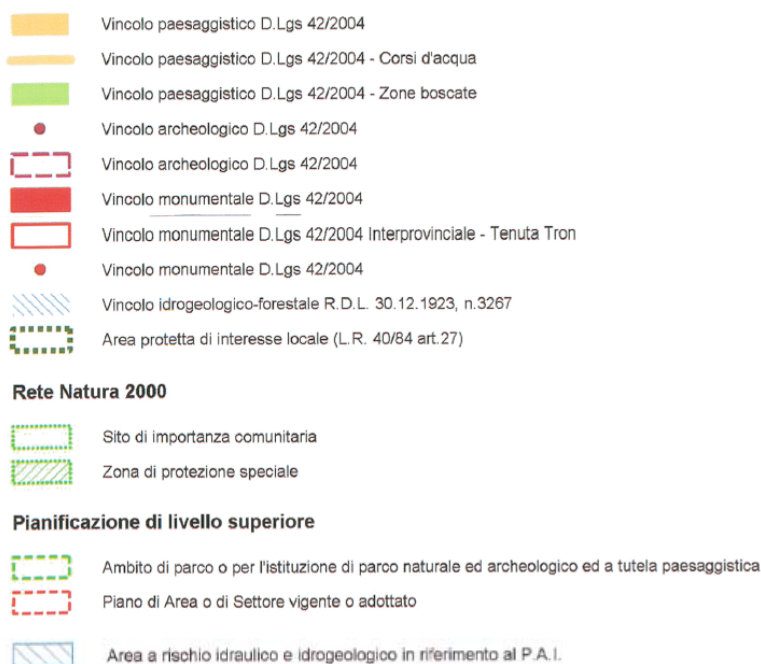 Vincolo paesaggistico D.Lgs 42/2004
Vincolo paesaggistico D.Lgs 42/2004 - Corsi d'acqua
Vincolo paesaggistico D.Lgs 42/2004 - Zone boscate
Vincolo archeologico D.Lgs 42/2004
Vincolo archeologico D.Lgs 42/2004
Vincolo monumentale D.Lgs 42/2004
Vincolo monumentale D.Lgs 42/2004 Interprovinciale - Tenuta Tron
Vincolo monumentale D.Lgs 42/2004
Vincolo idrogeologico-forestale R.D.L. 30.12.1923, n.3267
Area protetta di interesse locale (L.R. 40/84 art.27)
Rete Natura 2000
Sito di importanza comunitaria
Zona di protezione speciale
Pianificazione di livello superiore
Ambito di parco o per l'istituzione di parco naturale ed archeologico ed a tutela paesaggistica
Piano di Area o di Settore vigente o adottato
Area a rischio idraulico e idrogeologico in riferimento al P.A.I.